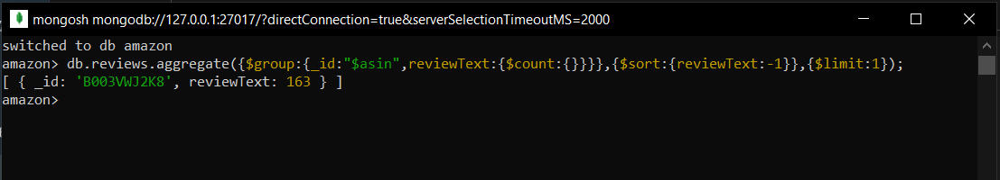 mongosh mongodb://127.0.0.1:27017/?directConnection=true&serverSelectionTimeoutMS=2000
switched to db amazon
amazon> db.reviews.aggregate({$group:{_id:"$asin",reviewText:{$count:{}}}},{$sort:{reviewText:-1}},{$limit:1});
[ { _id: 'B003VWJ2K8', reviewText: 163 } ]
amazon>